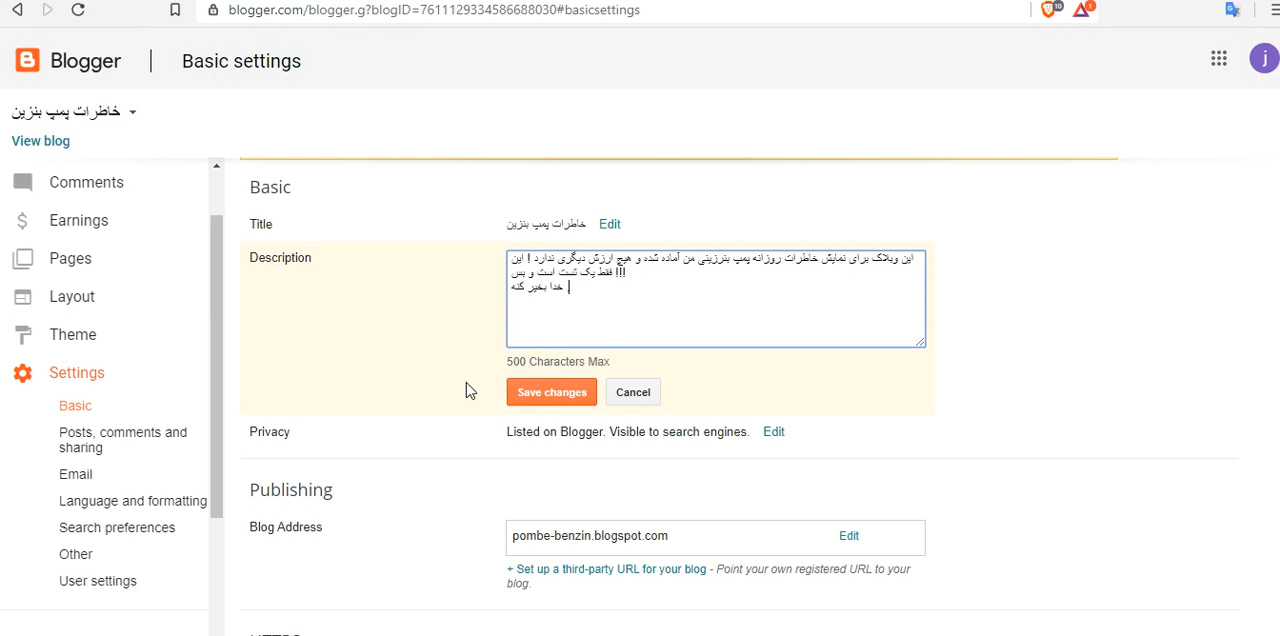 blogger.com/blogger.g?blogID=7611129334586688030#basicsettings
10
1
Blogger
Basic settings
j
خاطرات پمپ بنزین
View blog
Comments
Earnings
Pages
Layout
Theme
Settings
Basic
Posts, comments and
sharing
Email
Language and formatting
Search preferences
Other
User settings
Basic
Title
خاطرات پمپ بنزین
Edit
Description
این وبلاگ برای نمایش خاطرات روزانه پمپ بنرزینی من آماده شده و هیچ ارزش دیگری ندارد ! این
فقط یک تست است و بس !!!
خدا بخیر کنه .
500 Characters Max
Save changes
Cancel
Privacy
Listed on Blogger. Visible to search engines.
Edit
Publishing
Blog Address
pombe-benzin.blogspot.com
Edit
+ Set up a third-party URL for your blog - Point your own registered URL to your
blog.
HTTPS